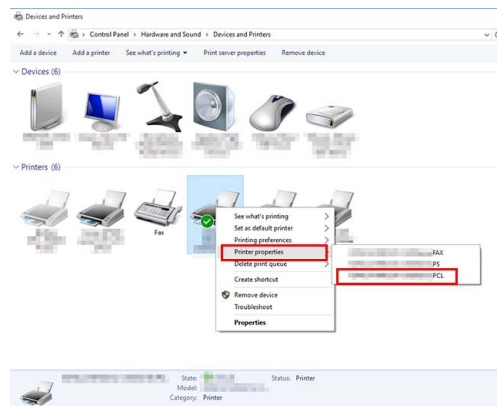 Devices and Printers
Control Panel › Hardware and Sound › Devices and Printers
Add a device Add a printer See what's printing Print server properties Remove device
Devices (6)
Printers (6)
Fax
See what's printing
Set as default printer
Printing preferences
Printer properties
Delete print queue
Create shortcut
Remove device
Troubleshoot
Properties
FAX
PS
PCL
State: Status: Printer
Model:
Category: Printer